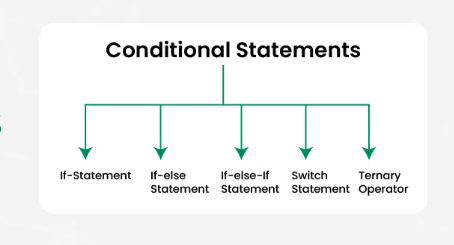 Conditional Statements
If-Statement
If-else
Statement
If-else-If
Statement
Switch
Statement
Ternary
Operator